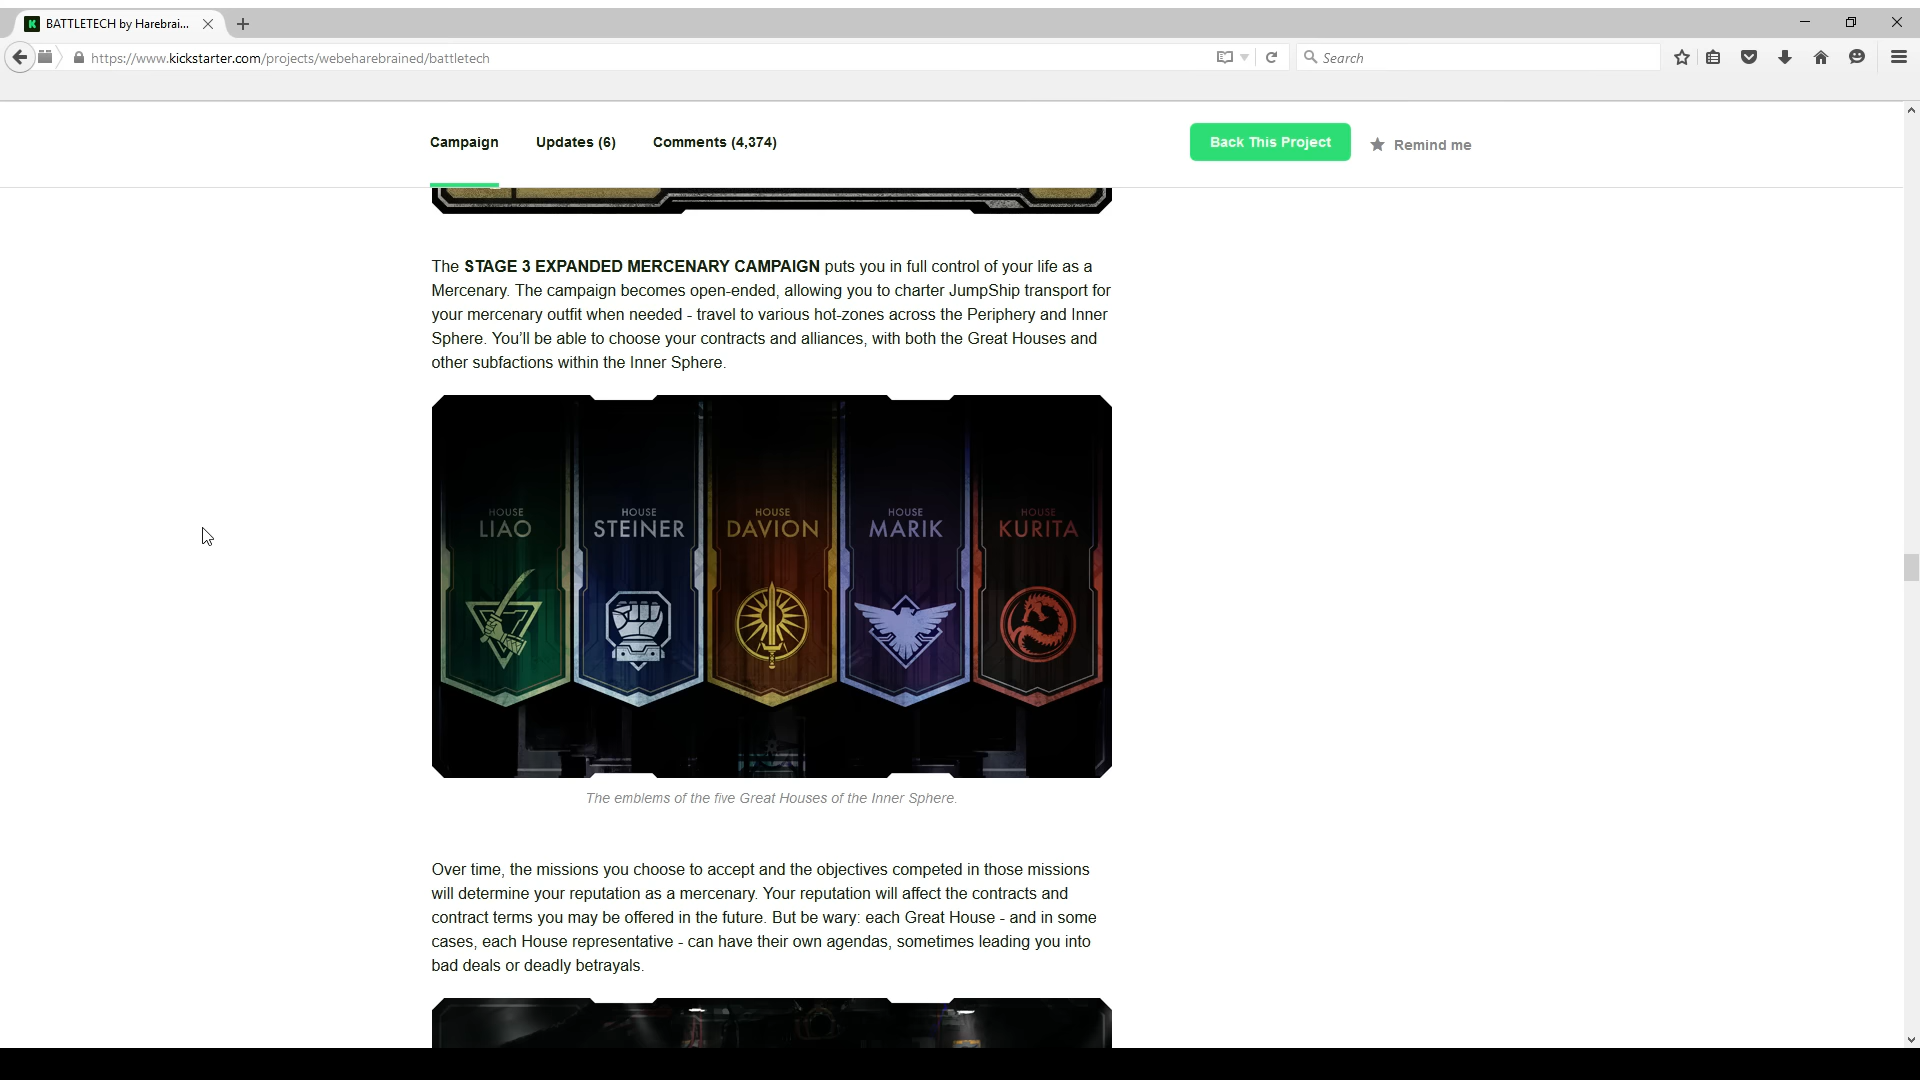 BATTLETECH by Harebrai...
https://www.kickstarter.com/projects/webeharebrained/battletech
Search
Campaign
Updates (6)
Comments (4,374)
Back This Project
Remind me
The STAGE 3 EXPANDED MERCENARY CAMPAIGN puts you in full control of your life as a
Mercenary. The campaign becomes open-ended, allowing you to charter JumpShip transport for
your mercenary outfit when needed - travel to various hot-zones across the Periphery and Inner
Sphere. You’ll be able to choose your contracts and alliances, with both the Great Houses and
other subfactions within the Inner Sphere.
HOUSE
LIAO
HOUSE
STEINER
HOUSE
DAVION
HOUSE
MARIK
HOUSE
KURITA
The emblems of the five Great Houses of the Inner Sphere.
Over time, the missions you choose to accept and the objectives competed in those missions
will determine your reputation as a mercenary. Your reputation will affect the contracts and
contract terms you may be offered in the future. But be wary: each Great House - and in some
cases, each House representative - can have their own agendas, sometimes leading you into
bad deals or deadly betrayals.